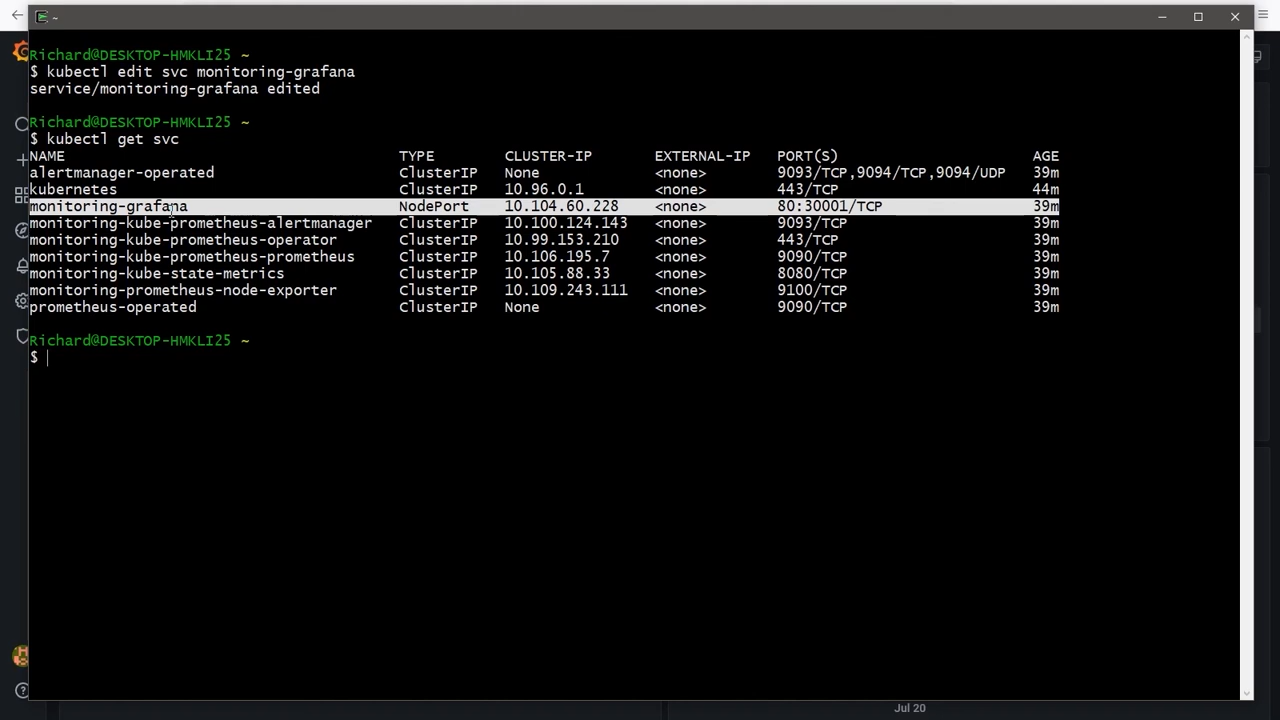 ~
Richard@DESKTOP-HMKLI25 ~
$ kubectl edit svc monitoring-grafana
service/monitoring-grafana edited
Richard@DESKTOP-HMKLI25 ~
$ kubectl get svc
NAME TYPE CLUSTER-IP EXTERNAL-IP PORT(S) AGE
alertmanager-operated ClusterIP None <none> 9093/TCP,9094/TCP,9094/UDP 39m
kubernetes ClusterIP 10.96.0.1 <none> 443/TCP 44m
monitoring-grafana NodePort 10.104.60.228 <none> 80:30001/TCP 39m
monitoring-kube-prometheus-alertmanager ClusterIP 10.100.124.143 <none> 9093/TCP 39m
monitoring-kube-prometheus-operator ClusterIP 10.99.153.210 <none> 443/TCP 39m
monitoring-kube-prometheus-prometheus ClusterIP 10.106.195.7 <none> 9090/TCP 39m
monitoring-kube-state-metrics ClusterIP 10.105.88.33 <none> 8080/TCP 39m
monitoring-prometheus-node-exporter ClusterIP 10.109.243.111 <none> 9100/TCP 39m
prometheus-operated ClusterIP None <none> 9090/TCP 39m
Richard@DESKTOP-HMKLI25 ~
$
Jul 20